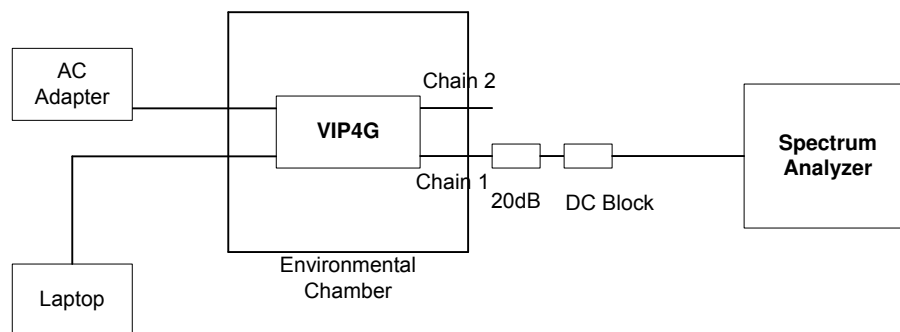 AC
Adapter
Chain 2
VIP4G
Chain 1
20dB
DC Block
Spectrum
Analyzer
Environmental
Chamber
Laptop